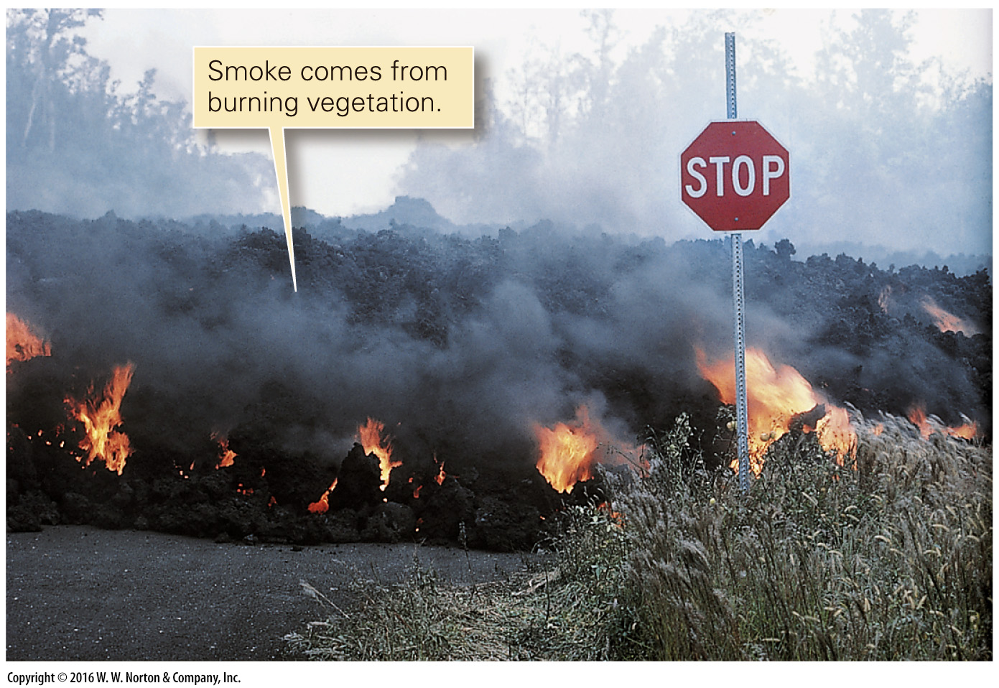 Smoke comes from
burning vegetation.
STOP
Copyright © 2016 W. W. Norton & Company, Inc.